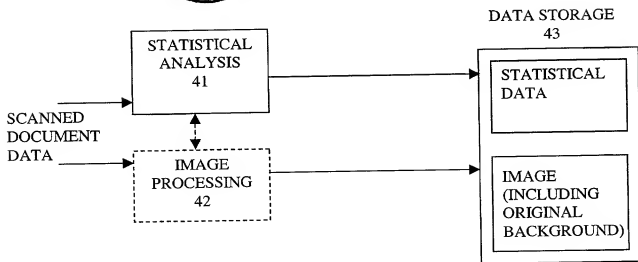 DATA STORAGE
43
STATISTICAL
ANALYSIS
41
STATISTICAL
DATA
SCANNED
DOCUMENT
DATA
IMAGE
PROCESSING
42
IMAGE
(INCLUDING
ORIGINAL
BACKGROUND)